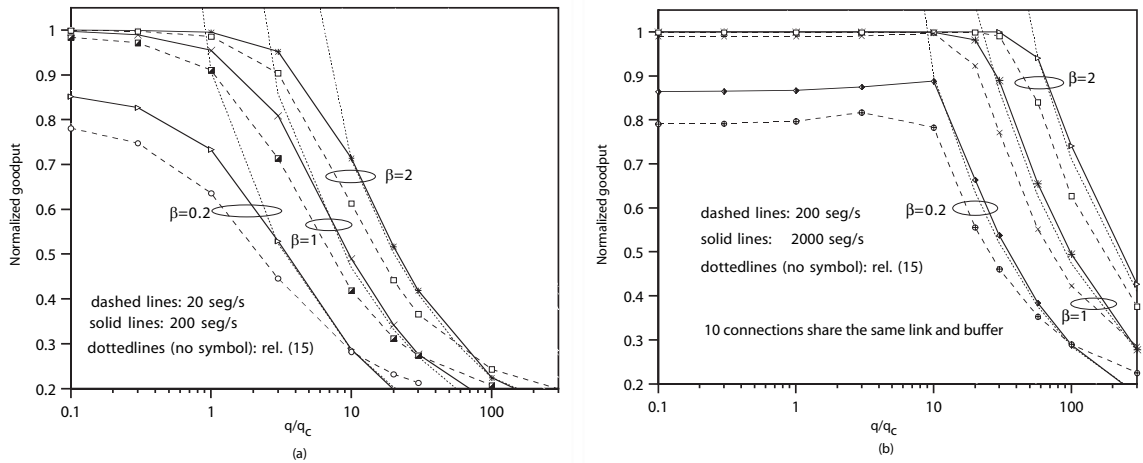 1
0.9
0.8
0.7
0.6
0.5
0.4
0.3
0.2
Normalized goodput
β=0.2
β=1
β=2
dashed lines: 20 seg/s
solid lines: 200 seg/s
dottedlines (no symbol): rel. (15)
0.1 1 10 100
q/qc
(a)
1
0.9
0.8
0.7
0.6
0.5
0.4
0.3
0.2
Normalized goodput
β=2
β=0.2
β=1
dashed lines: 200 seg/s
solid lines: 2000 seg/s
dottedlines (no symbol): rel. (15)
10 connections share the same link and buffer
0.1 1 10 100
q/qc
(b)